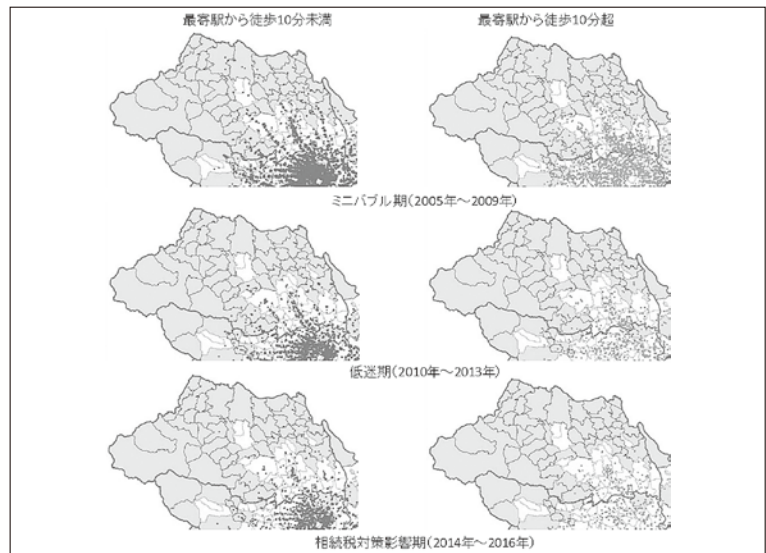 最寄駅から徒歩10分未満
最寄駅から徒歩10分超
ミニバブル期(2005年～2009年)
低迷期(2010年～2013年)
相続税対策影響期(2014年～2016年)